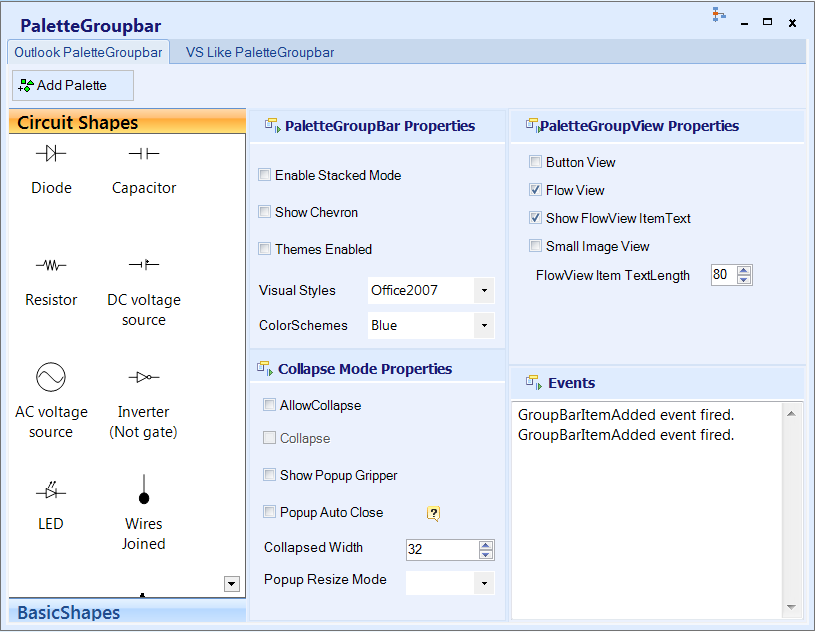 PaletteGroupbar
Outlook PaletteGroupbar
VS Like PaletteGroupbar
Add Palette
Circuit Shapes
Diode
Capacitor
Resistor
DC voltage
source
AC voltage
source
Inverter
(Not gate)
LED
Wires
Joined
BasicShapes
PaletteGroupBar Properties
Enable Stacked Mode
Show Chevron
Themes Enabled
Visual Styles Office2007
ColorSchemes Blue
Collapse Mode Properties
AllowCollapse
Collapse
Show Popup Gripper
Popup Auto Close ?
Collapsed Width 32
Popup Resize Mode
PaletteGroupView Properties
Button View
Flow View
Show FlowView ItemText
Small Image View
FlowView Item TextLength 80
Events
GroupBarItemAdded event fired.
GroupBarItemAdded event fired.